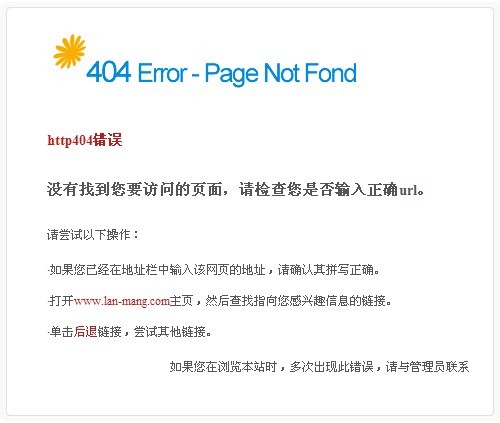 404 Error - Page Not Fond
http404错误
没有找到您要访问的页面，请检查您是否输入正确url。
请尝试以下操作：
·如果您已经在地址栏中输入该网页的地址，请确认其拼写正确。
·打开www.lan-mang.com主页，然后查找指向您感兴趣信息的链接。
·单击后退链接，尝试其他链接。
如果您在浏览本站时，多次出现此错误，请与管理员联系